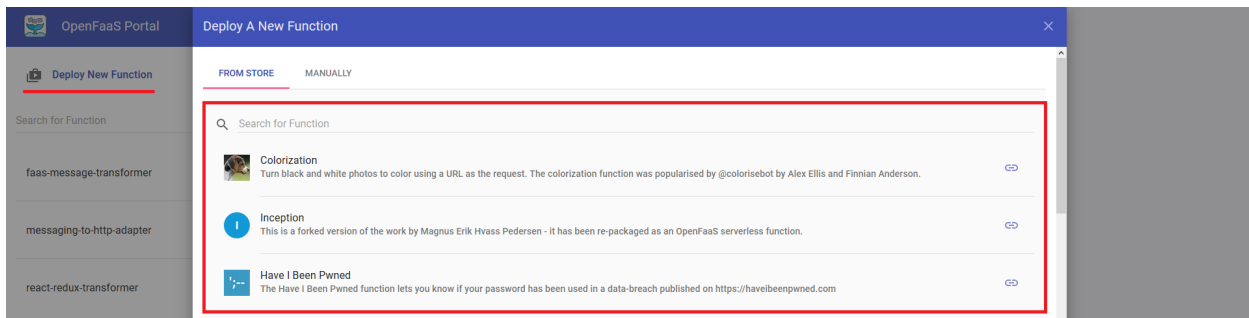 OpenFaaS Portal
Deploy A New Function
Deploy New Function
FROM STORE
MANUALLY
Search for Function
Search for Function
Colorization
Turn black and white photos to color using a URL as the request. The colorization function was popularised by @colorisebot by Alex Ellis and Finnian Anderson.
faas-message-transformer
Inception
This is a forked version of the work by Magnus Erik Hvass Pedersen - it has been re-packaged as an OpenFaaS serverless function.
messaging-to-http-adapter
Have I Been Pwned
The Have I Been Pwned function lets you know if your password has been used in a data-breach published on https://haveibeenpwned.com
react-redux-transformer